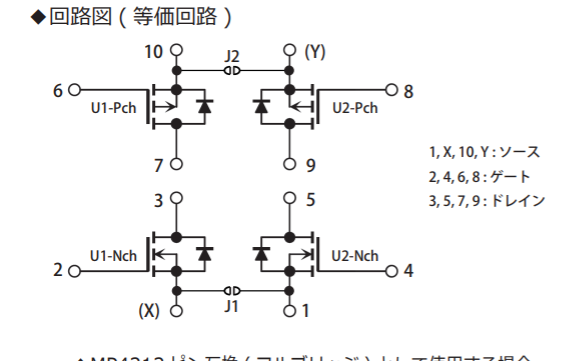 ◆回路図 ( 等価回路 )
10 J2 (Y)
6 U1-Pch U2-Pch 8
7 9
1, X, 10, Y : ソース
2, 4, 6, 8 : ゲート
3, 5, 7, 9 : ドレイン
3 5
2 U1-Nch U2-Nch 4
(X) J1 1